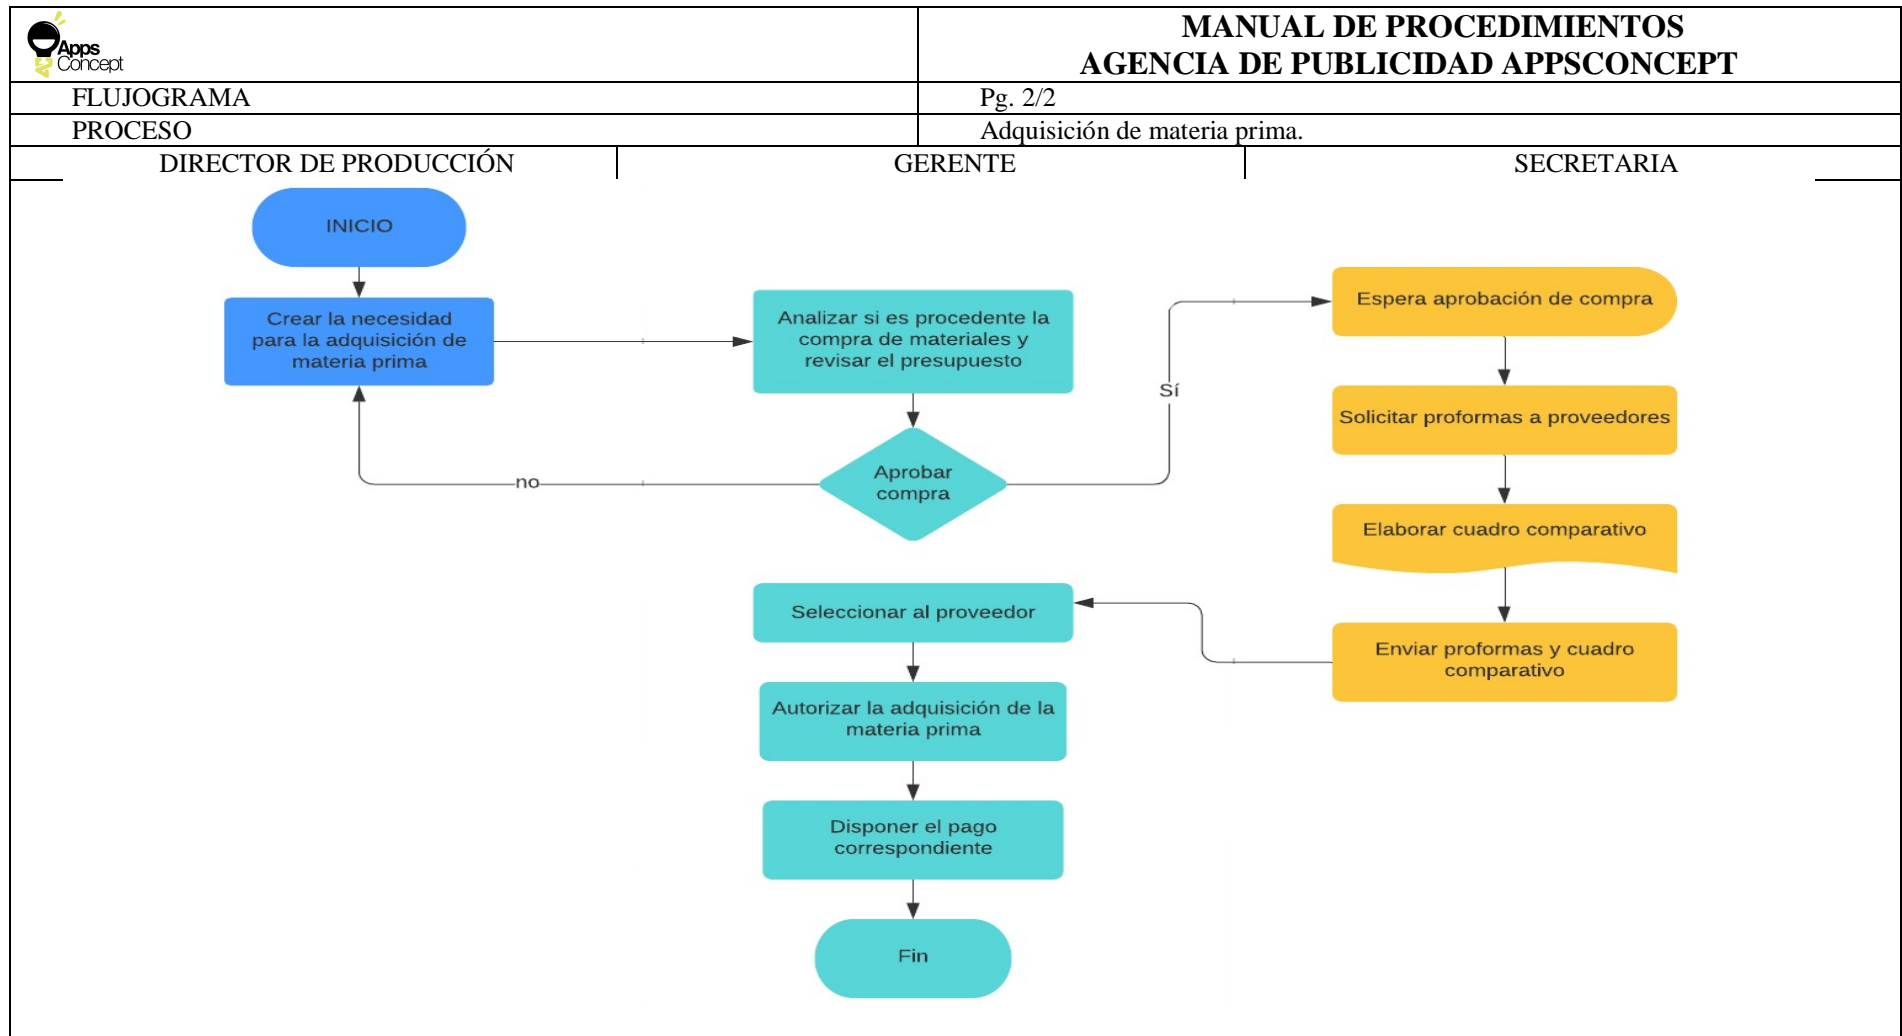 Apps
Concept
MANUAL DE PROCEDIMIENTOS
AGENCIA DE PUBLICIDAD APPSCONCEPT
FLUJOGRAMA
Pg. 2/2
PROCESO
Adquisición de materia prima.
DIRECTOR DE PRODUCCIÓN
GERENTE
SECRETARIA
INICIO
Crear la necesidad
para la adquisición de
materia prima
Analizar si es procedente la
compra de materiales y
revisar el presupuesto
Aprobar
compra
no
Sí
Espera aprobación de compra
Solicitar proformas a proveedores
Elaborar cuadro comparativo
Enviar proformas y cuadro
comparativo
Seleccionar al proveedor
Autorizar la adquisición de la
materia prima
Disponer el pago
correspondiente
Fin